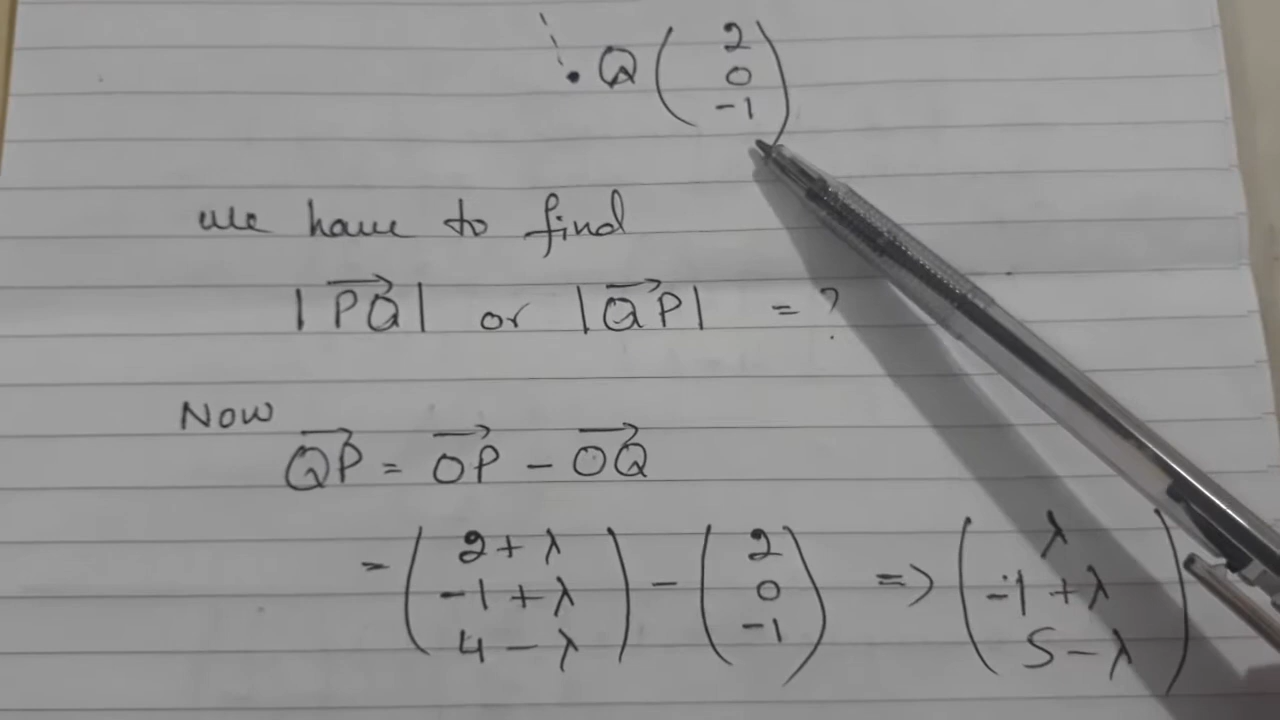 . Q ( 2
0
-1 )
we have to find
|PQ→| or |QP→| = ?
Now
QP→ = OP→ - OQ→
= ( 2 + λ
-1 + λ
4 - λ ) - ( 2
0
-1 ) => ( λ
-1 + λ
5 - λ )